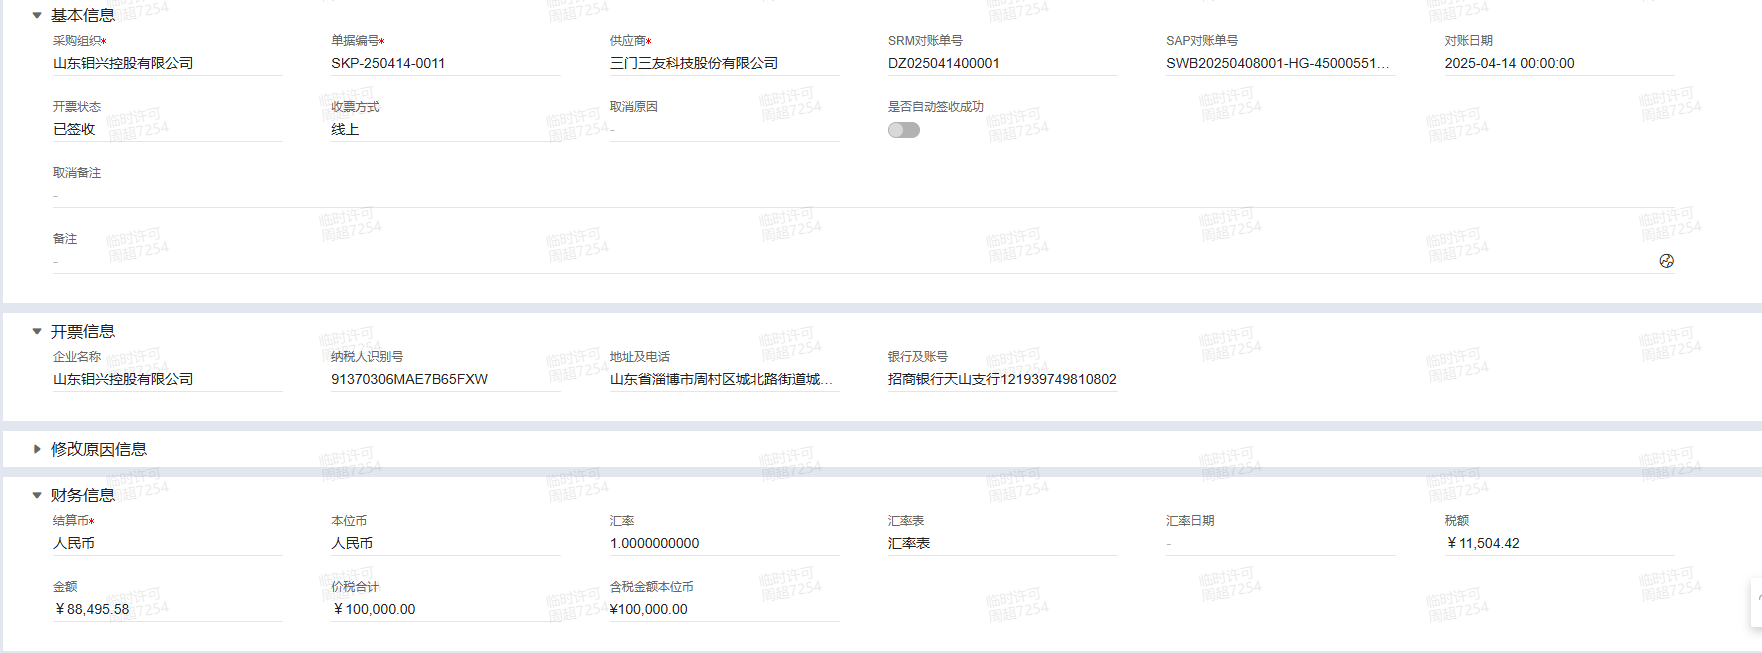 基本信息
采购组织* 单据编号* 供应商* SRM对账单号 SAP对账单号 对账日期
山东钼兴控股有限公司 SKP-250414-0011 三门三友科技股份有限公司 DZ025041400001 SWB20250408001-HG-45000551... 2025-04-14 00:00:00
开票状态 收票方式 取消原因 是否自动签收成功
已签收 线上 -
取消备注
-
备注
-
开票信息
企业名称 纳税人识别号 地址及电话 银行及账号
山东钼兴控股有限公司 91370306MAE7B65FXW 山东省淄博市周村区城北路街道城... 招商银行天山支行121939749810802
修改原因信息
财务信息
结算币* 本位币 汇率 汇率表 汇率日期 税额
人民币 人民币 1.0000000000 汇率表 - ￥11,504.42
金额 价税合计 含税金额本位币
￥88,495.58 ￥100,000.00 ¥100,000.00
临时许可
周超7254